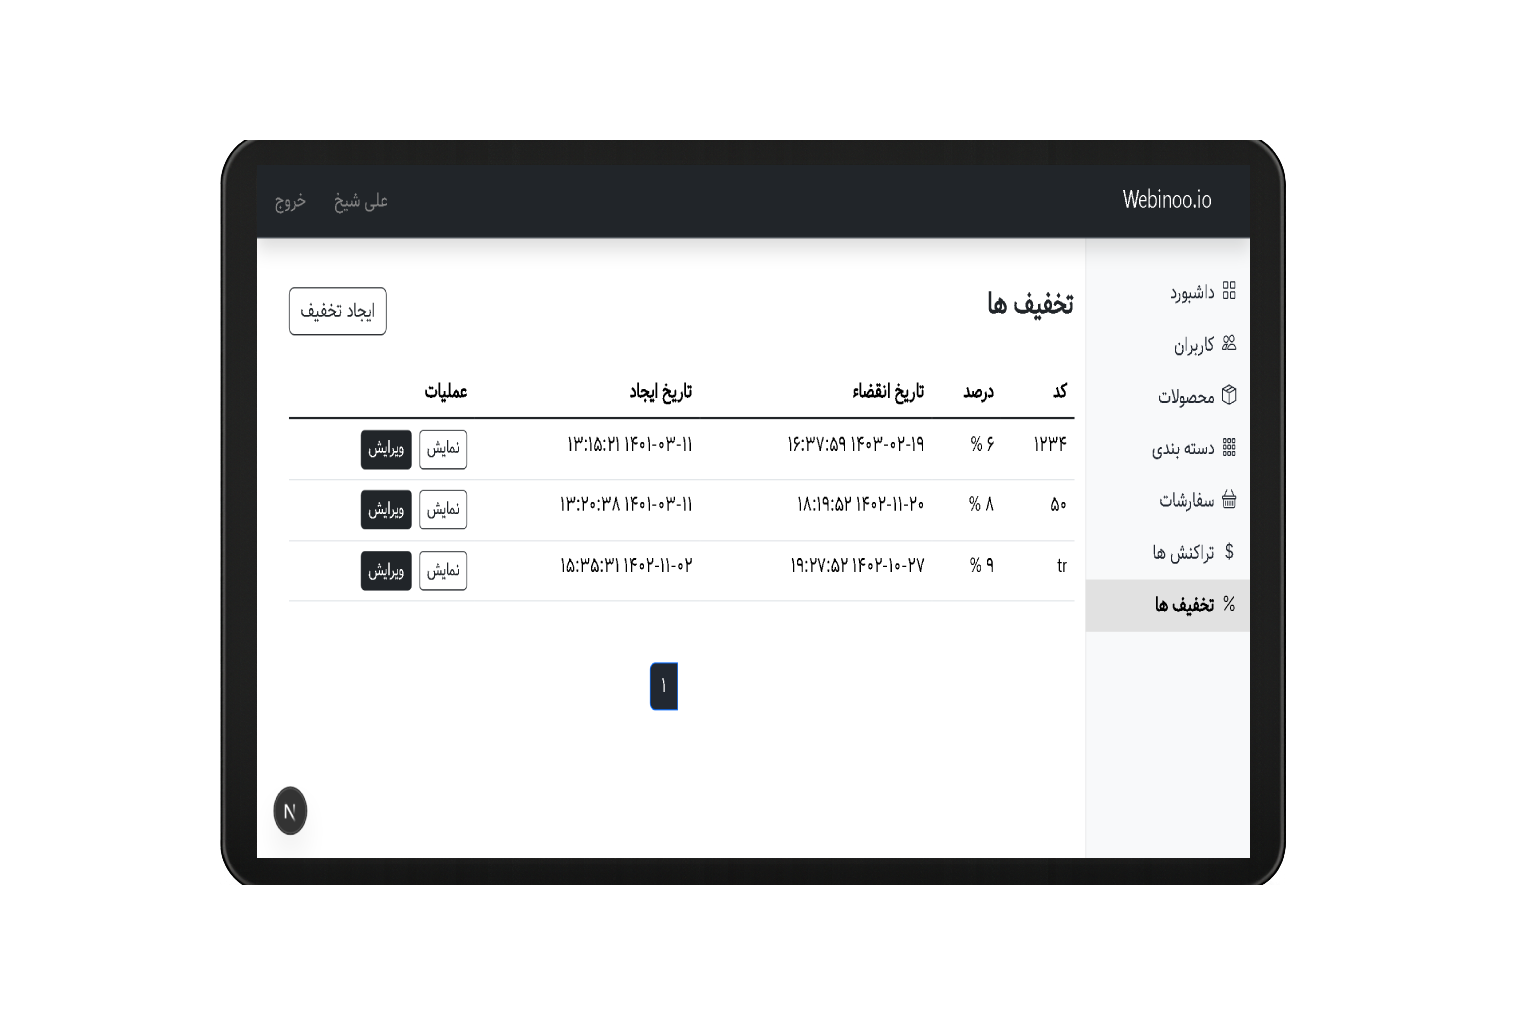 Webinoo.io
علی شیخ
خروج
داشبورد
کاربران
محصولات
دسته بندی
سفارشات
$ تراکنش ها
% تخفیف ها
تخفیف ها
ایجاد تخفیف
کد درصد تاریخ انقضاء تاریخ ایجاد عملیات
۱۲۳۴ ۶ % ۱۴۰۳-۰۲-۱۹ ۱۶:۳۷:۵۹ ۱۴۰۱-۰۳-۱۱ ۱۳:۱۵:۲۱ نمایش ویرایش
۵۰ ۸ % ۱۴۰۲-۱۱-۲۰ ۱۸:۱۹:۵۲ ۱۴۰۱-۰۳-۱۱ ۱۳:۲۰:۳۸ نمایش ویرایش
tr ۹ % ۱۴۰۲-۱۰-۲۷ ۱۹:۲۷:۵۲ ۱۴۰۲-۱۱-۰۲ ۱۵:۳۵:۳۱ نمایش ویرایش
۱
N